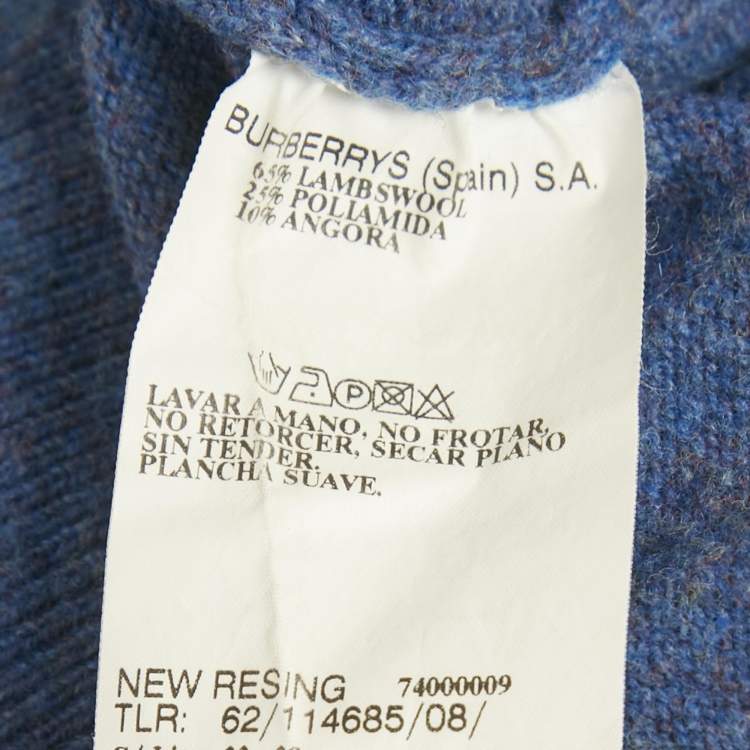 BURBERRYS (Spain) S.A.
65% LAMBSWOOL
25% POLIAMIDA
10% ANGORA
P
LAVAR A MANO, NO FROTAR,
NO RETORCER, SECAR PLANO
SIN TENDER.
PLANCHA SUAVE.
NEW RESING 74000009
TLR: 62/114685/08/